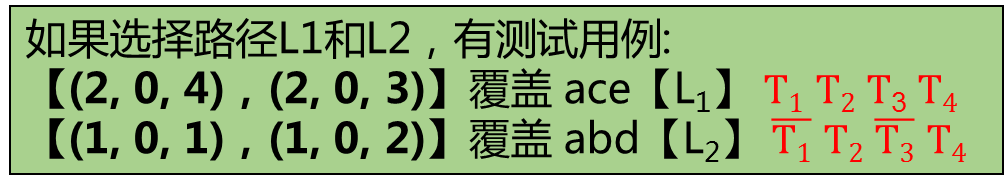 如果选择路径L1和L2，有测试用例:
【(2, 0, 4)，(2, 0, 3)】覆盖 ace【L₁】 T₁ T₂ T₃ T₄
【(1, 0, 1)，(1, 0, 2)】覆盖 abd【L₂】 T̅₁ T₂ T̅₃ T₄